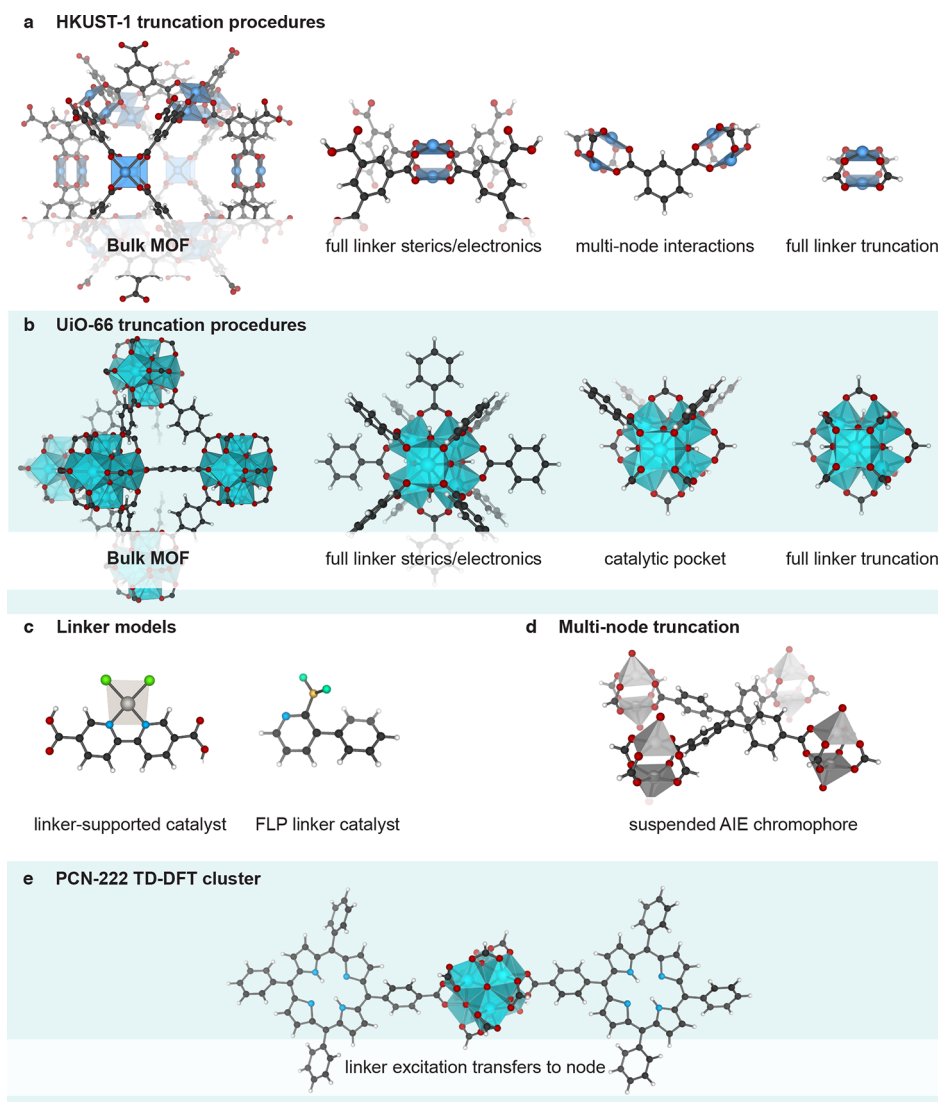 a HKUST-1 truncation procedures
Bulk MOF
full linker sterics/electronics
multi-node interactions
full linker truncation
b UiO-66 truncation procedures
Bulk MOF
full linker sterics/electronics
catalytic pocket
full linker truncation
c Linker models
d Multi-node truncation
linker-supported catalyst
FLP linker catalyst
suspended AIE chromophore
e PCN-222 TD-DFT cluster
linker excitation transfers to node